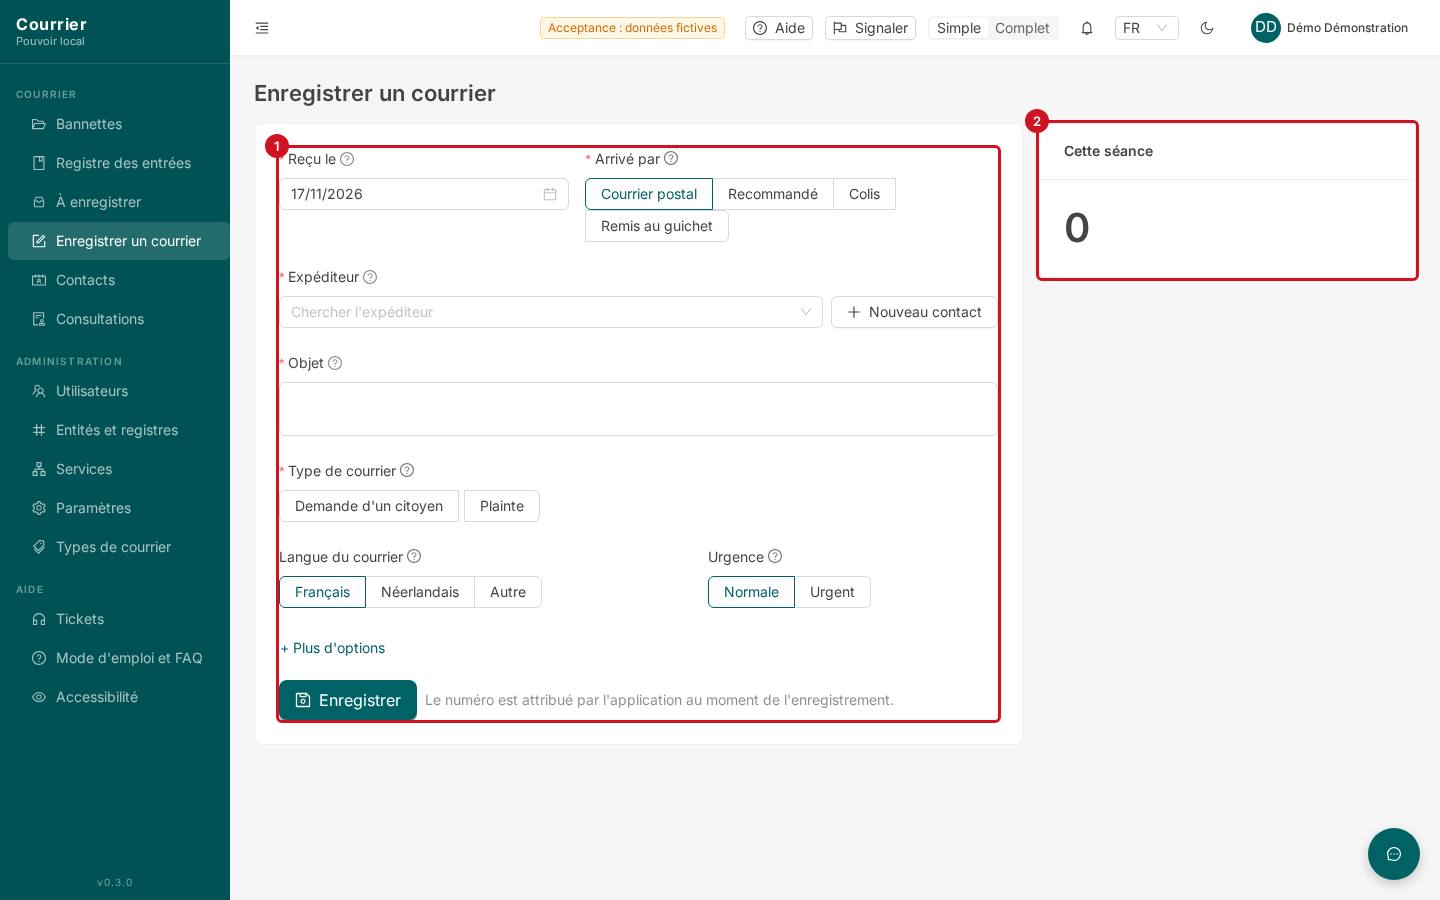 Courrier
Pouvoir local
COURRIER
Bannettes
Registre des entrées
À enregistrer
Enregistrer un courrier
Contacts
Consultations
ADMINISTRATION
Utilisateurs
Entités et registres
Services
Paramètres
Types de courrier
AIDE
Tickets
Mode d'emploi et FAQ
Accessibilité
v0.3.0
Acceptance : données fictives
Aide
Signaler
Simple Complet
FR
DD Démo Démonstration
Enregistrer un courrier
1
* Reçu le
17/11/2026
* Arrivé par
Courrier postal Recommandé Colis
Remis au guichet
* Expéditeur
Chercher l'expéditeur
+ Nouveau contact
* Objet
* Type de courrier
Demande d'un citoyen Plainte
Langue du courrier
Français Néerlandais Autre
Urgence
Normale Urgent
+ Plus d'options
Enregistrer Le numéro est attribué par l'application au moment de l'enregistrement.
2
Cette séance
0